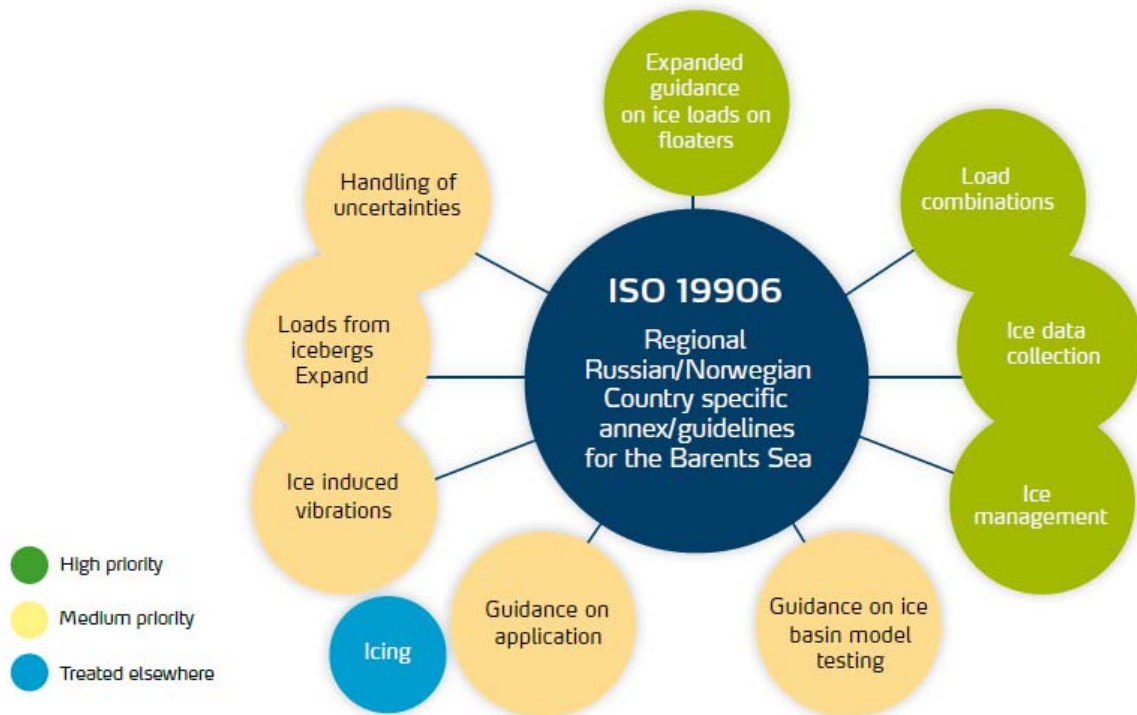 Expanded
guidance
on ice loads on
floaters
Load
combinations
Ice data
collection
Ice
management
Guidance on ice
basin model
testing
Guidance on
application
Icing
Ice induced
vibrations
Loads from
icebergs
Expand
Handling of
uncertainties
ISO 19906
Regional
Russian/Norwegian
Country specific
annex/guidelines
for the Barents Sea
High priority
Medium priority
Treated elsewhere